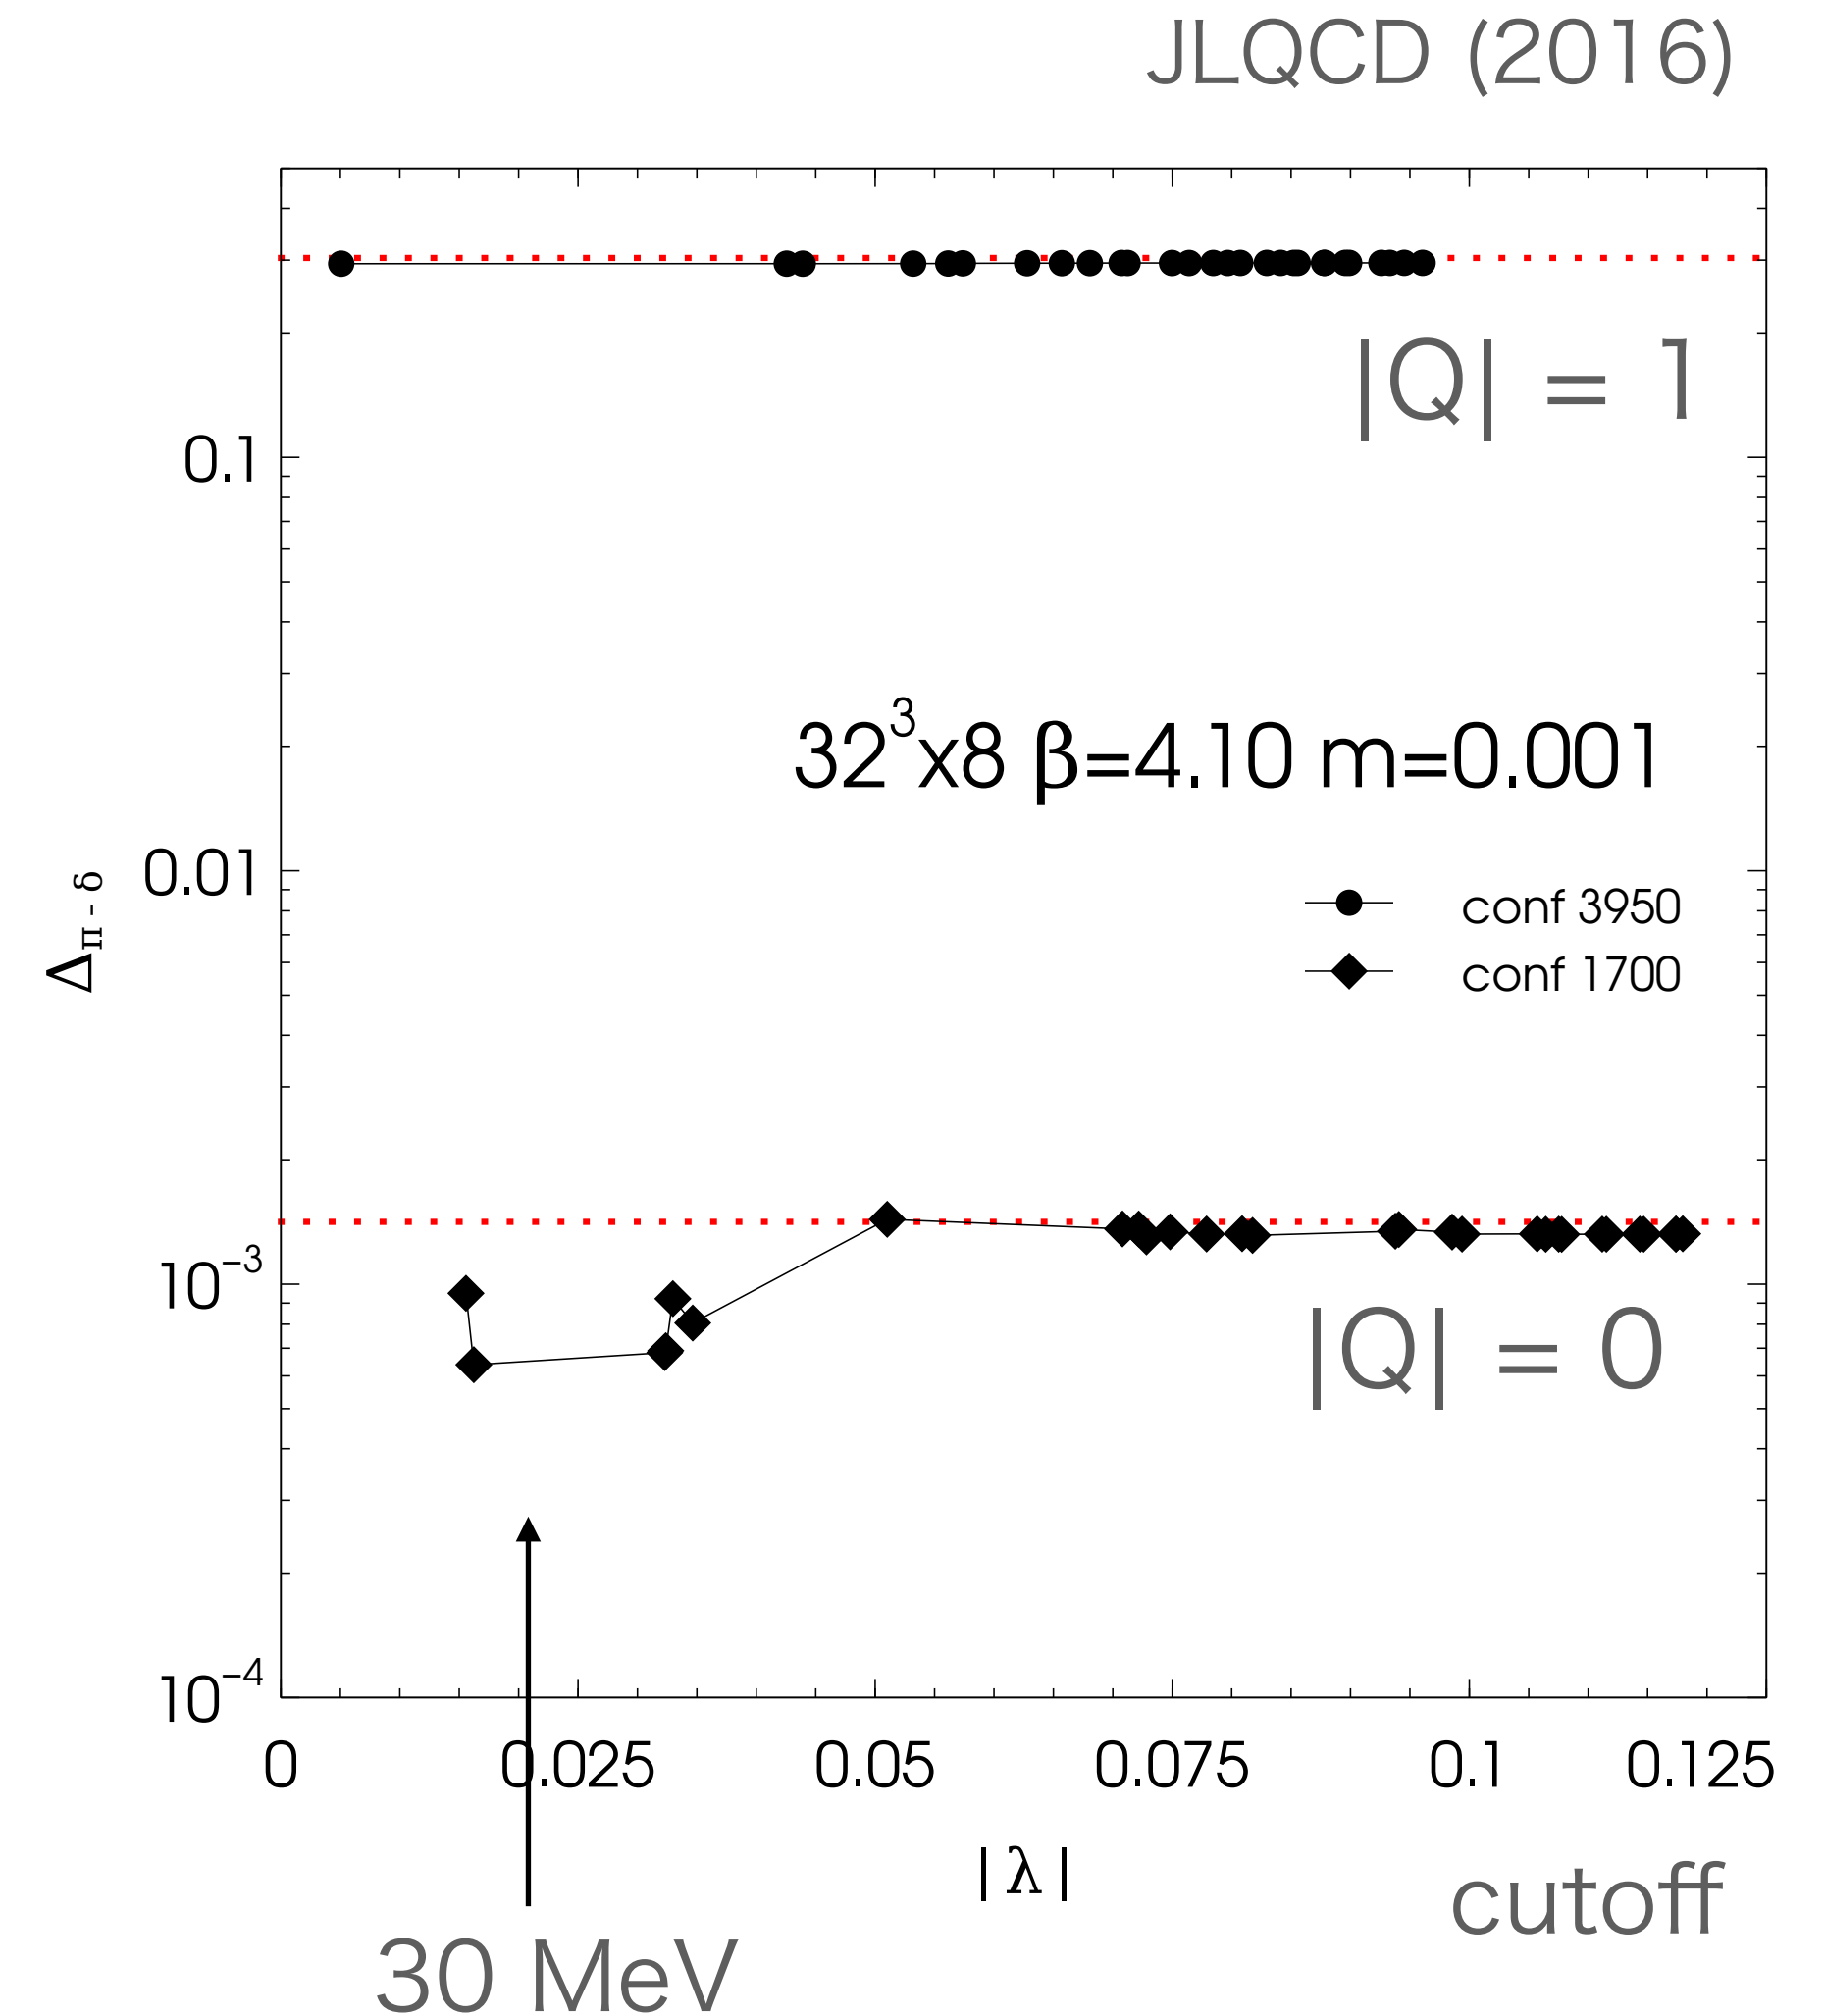 JLQCD (2016)
|Q| = 1
0.1
32³x8 β=4.10 m=0.001
0.01
conf 3950
conf 1700
Δπ - δ
10⁻³
|Q| = 0
10⁻⁴
0 0.025 0.05 0.075 0.1 0.125
| λ |
cutoff
30 MeV